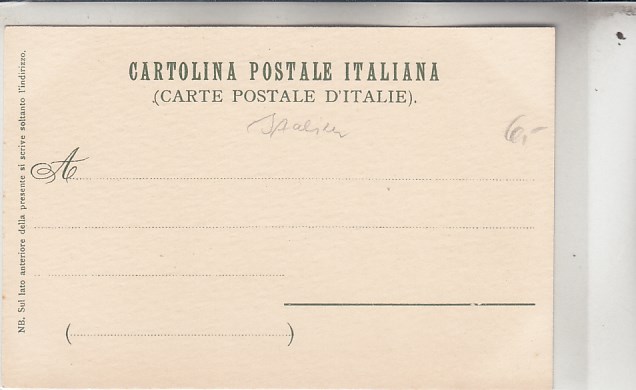 CARTOLINA POSTALE ITALIANA
(CARTE POSTALE D'ITALIE).
Italien
6,-
A
NB. Sul lato anteriore della presente si scrive soltanto l'indirizzo.